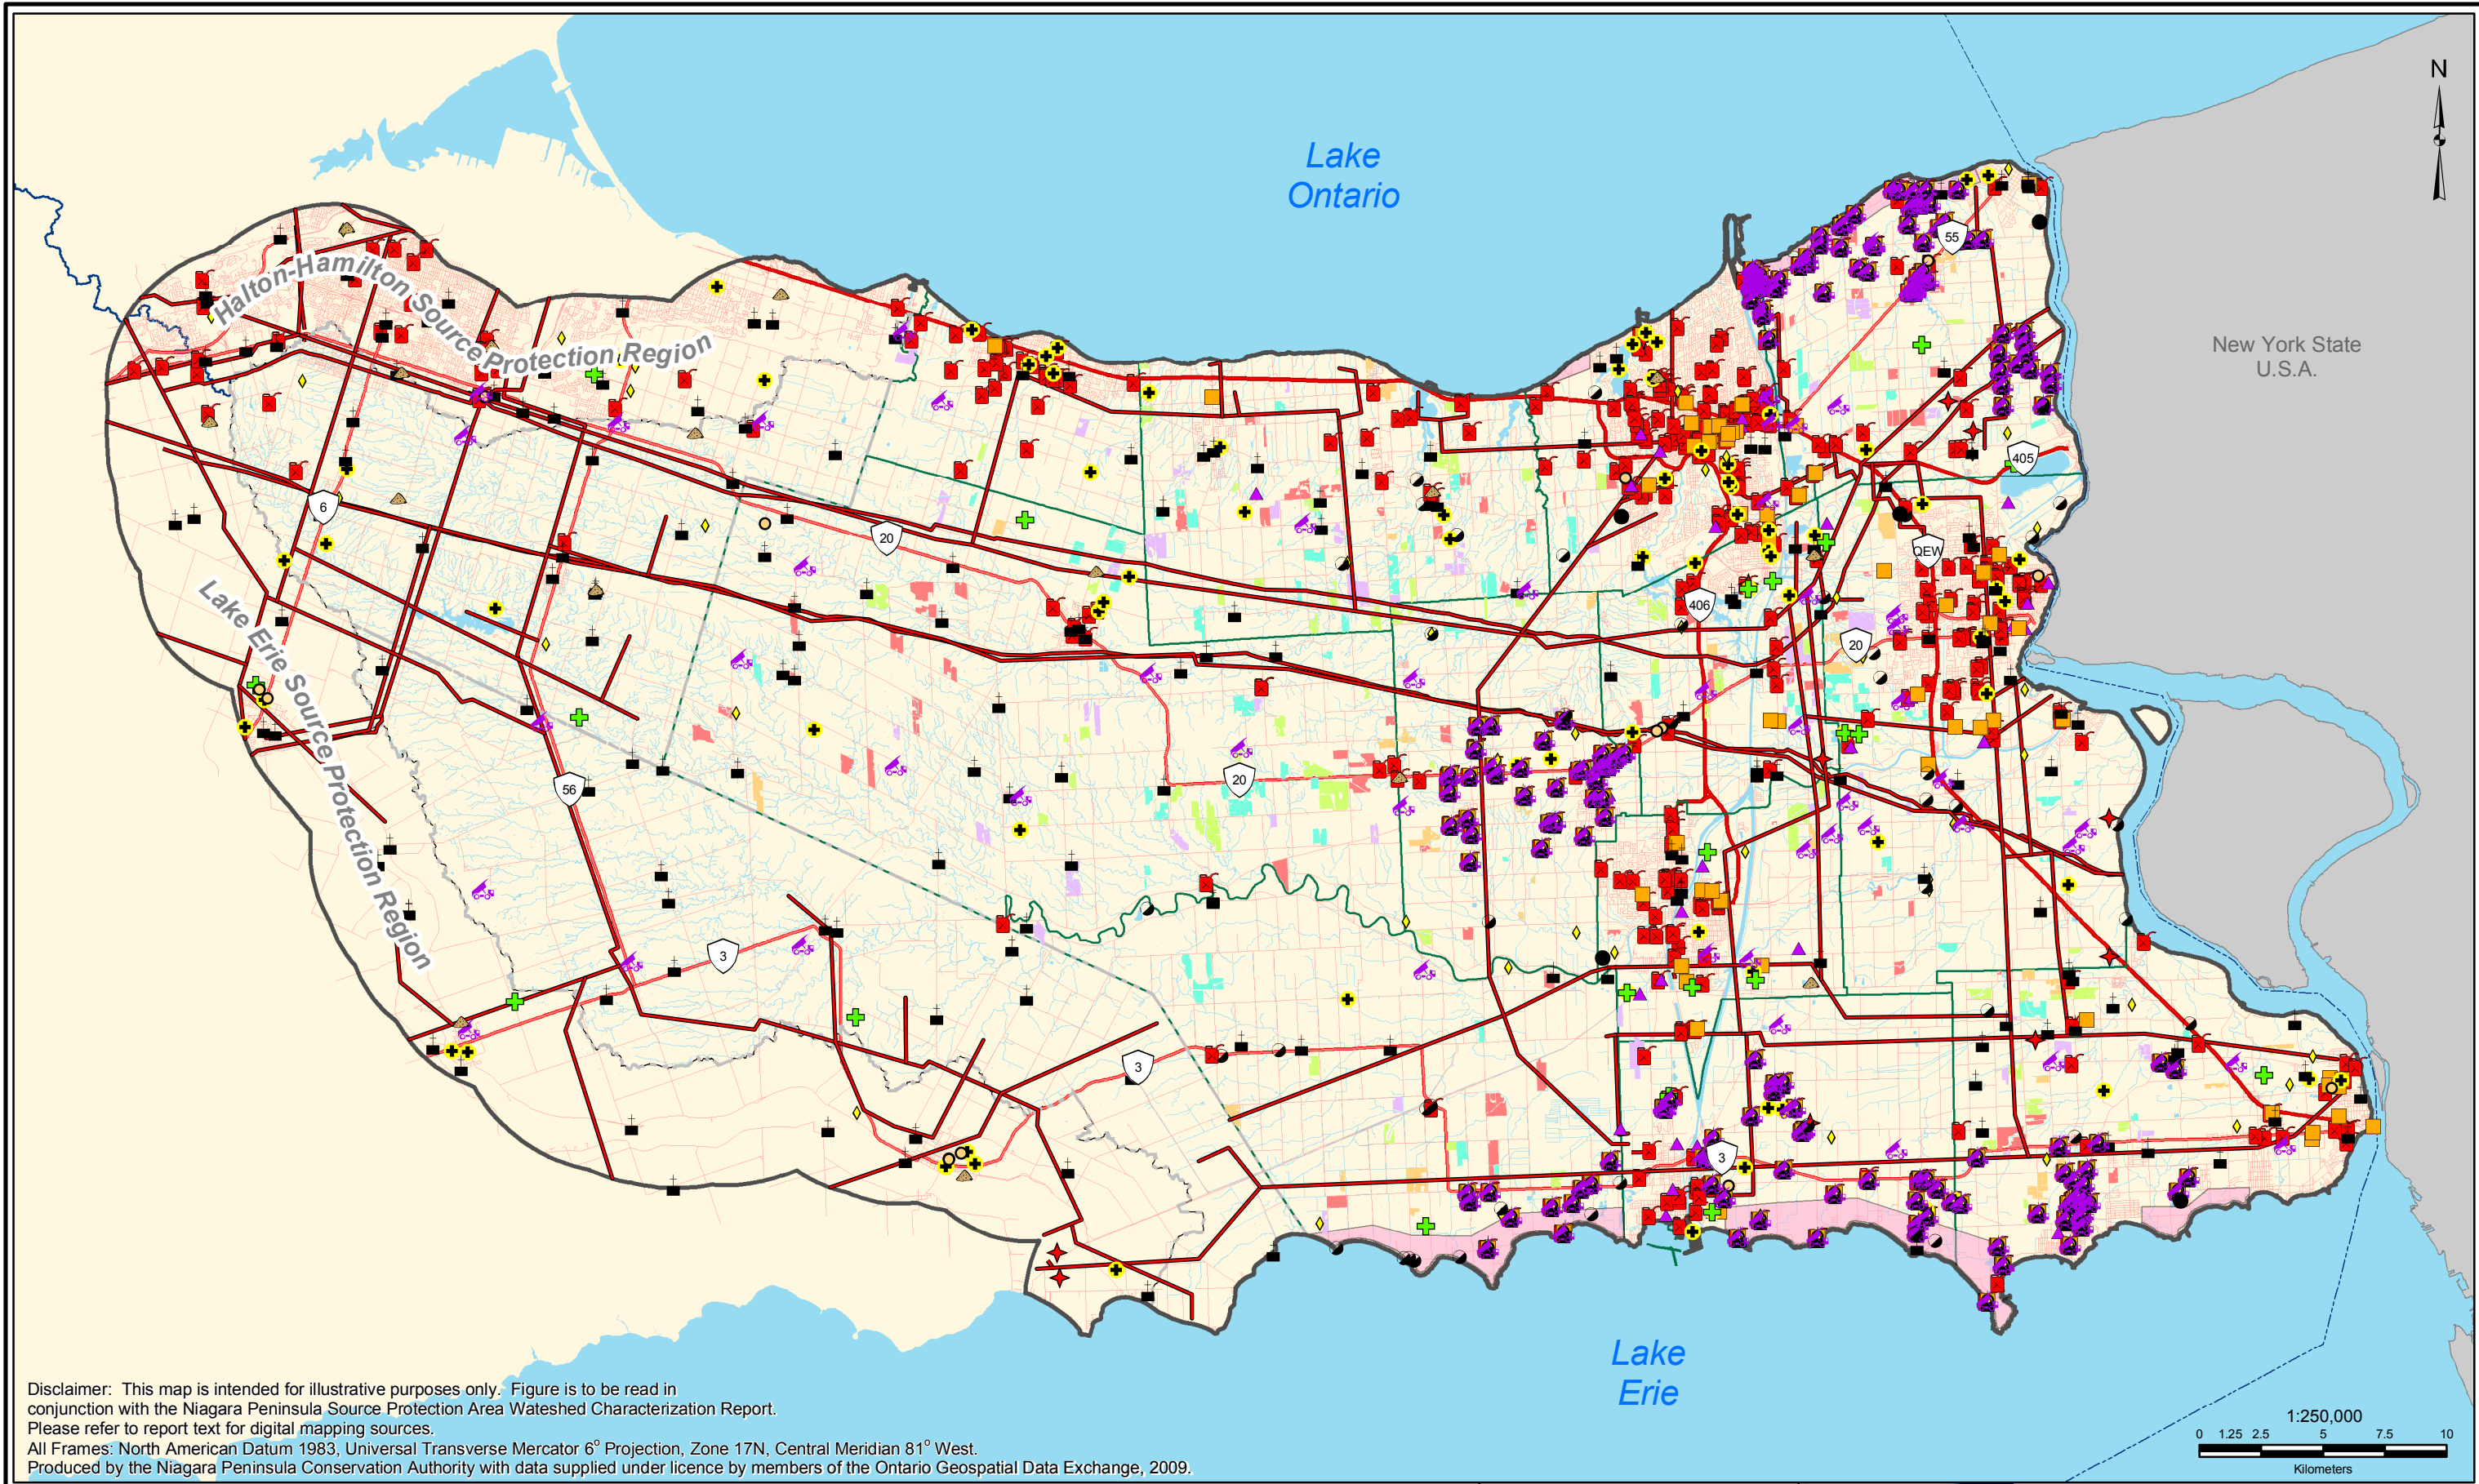 N
Lake
Ontario
55
New York State
U.S.A.
Halton-Hamilton Source Protection Region
405
6
20
QEW
406
Lake Erie Source Protection Region
20
20
56
3
3
3
Lake
Erie
Disclaimer: This map is intended for illustrative purposes only. Figure is to be read in
conjunction with the Niagara Peninsula Source Protection Area Wateshed Characterization Report.
Please refer to report text for digital mapping sources.
All Frames: North American Datum 1983, Universal Transverse Mercator 6° Projection, Zone 17N, Central Meridian 81° West.
Produced by the Niagara Peninsula Conservation Authority with data supplied under licence by members of the Ontario Geospatial Data Exchange, 2009.
1:250,000
0 1.25 2.5 5 7.5 10
Kilometers